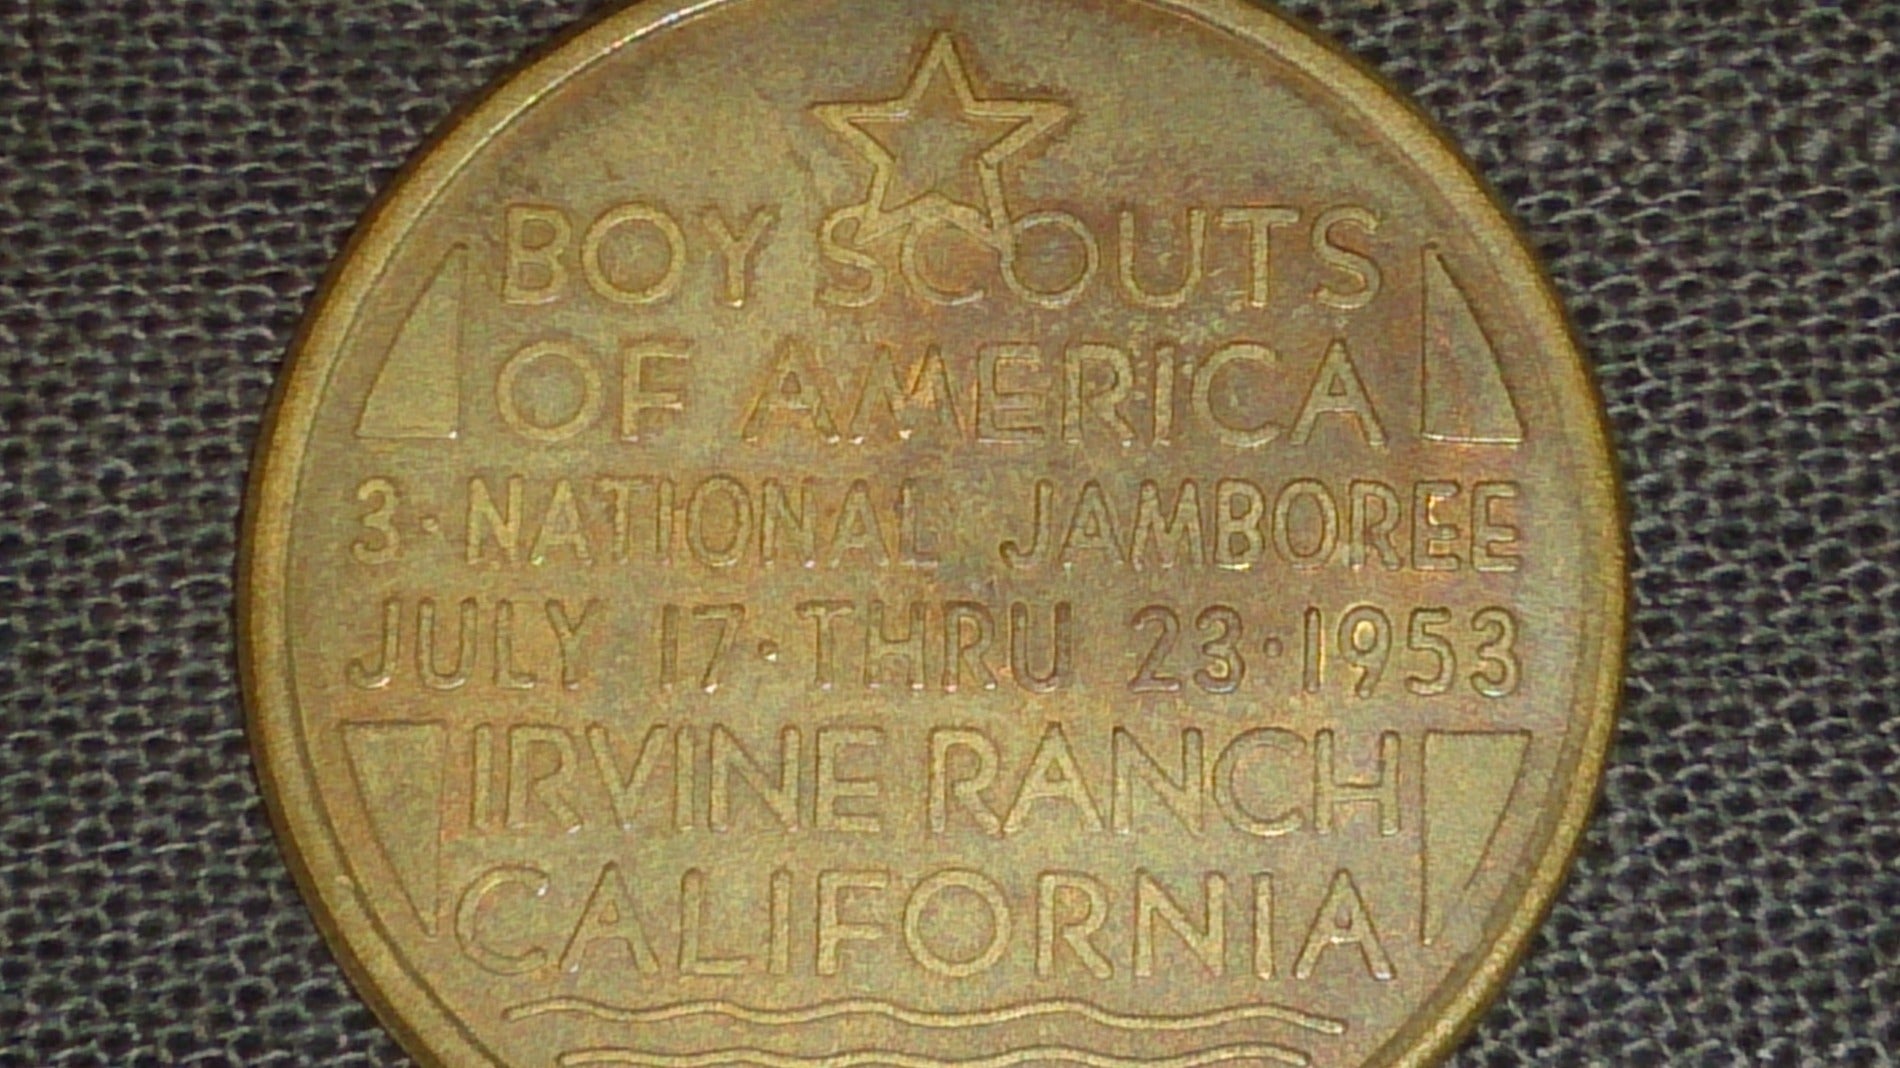 BOY SCOUTS
OF AMERICA
3·NATIONAL JAMBOREE
JULY 17·THRU 23·1953
IRVINE RANCH
CALIFORNIA